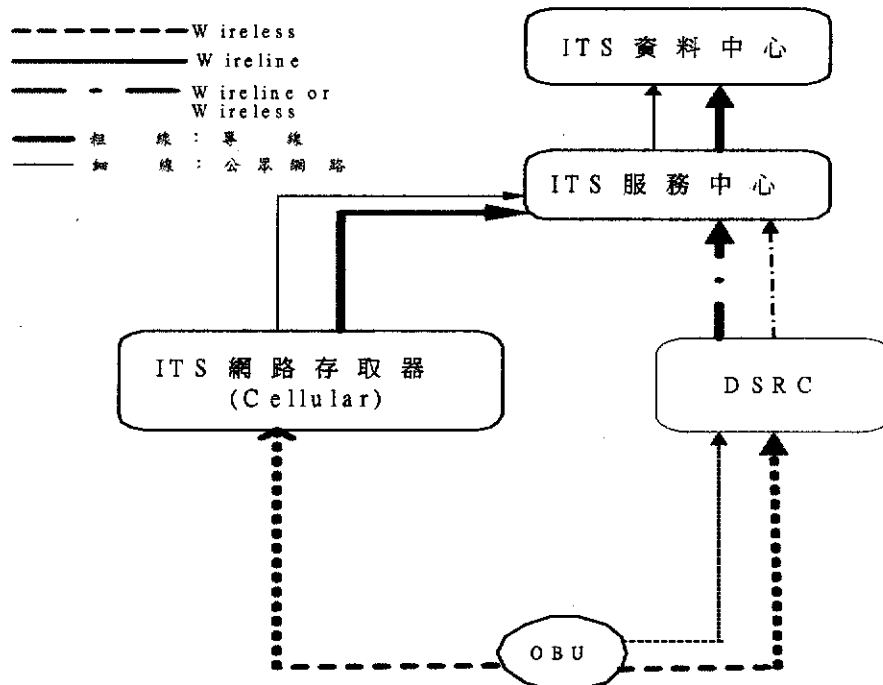 Wireless
Wireline
Wireline or
Wireless
粗 線：專 線
細 線：公眾網路
ITS 資料中心
ITS 服務中心
ITS 網路存取器
(Cellular)
DSRC
OBU